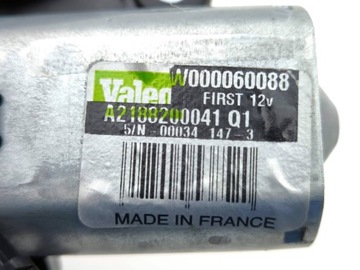 Valeo W000060088
FIRST 12v
A2188200041 Q1
S/N 00034 147-3
MADE IN FRANCE